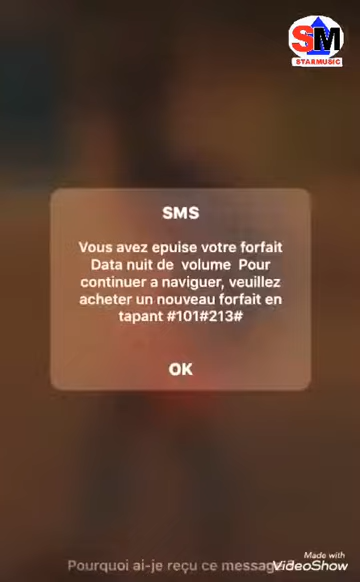 SM
STARMUSIC
SMS
Vous avez epuise votre forfait
Data nuit de volume Pour
continuer a naviguer, veuillez
acheter un nouveau forfait en
tapant #101#213#
OK
Made with
VideoShow
Pourquoi ai-je reçu ce message ?